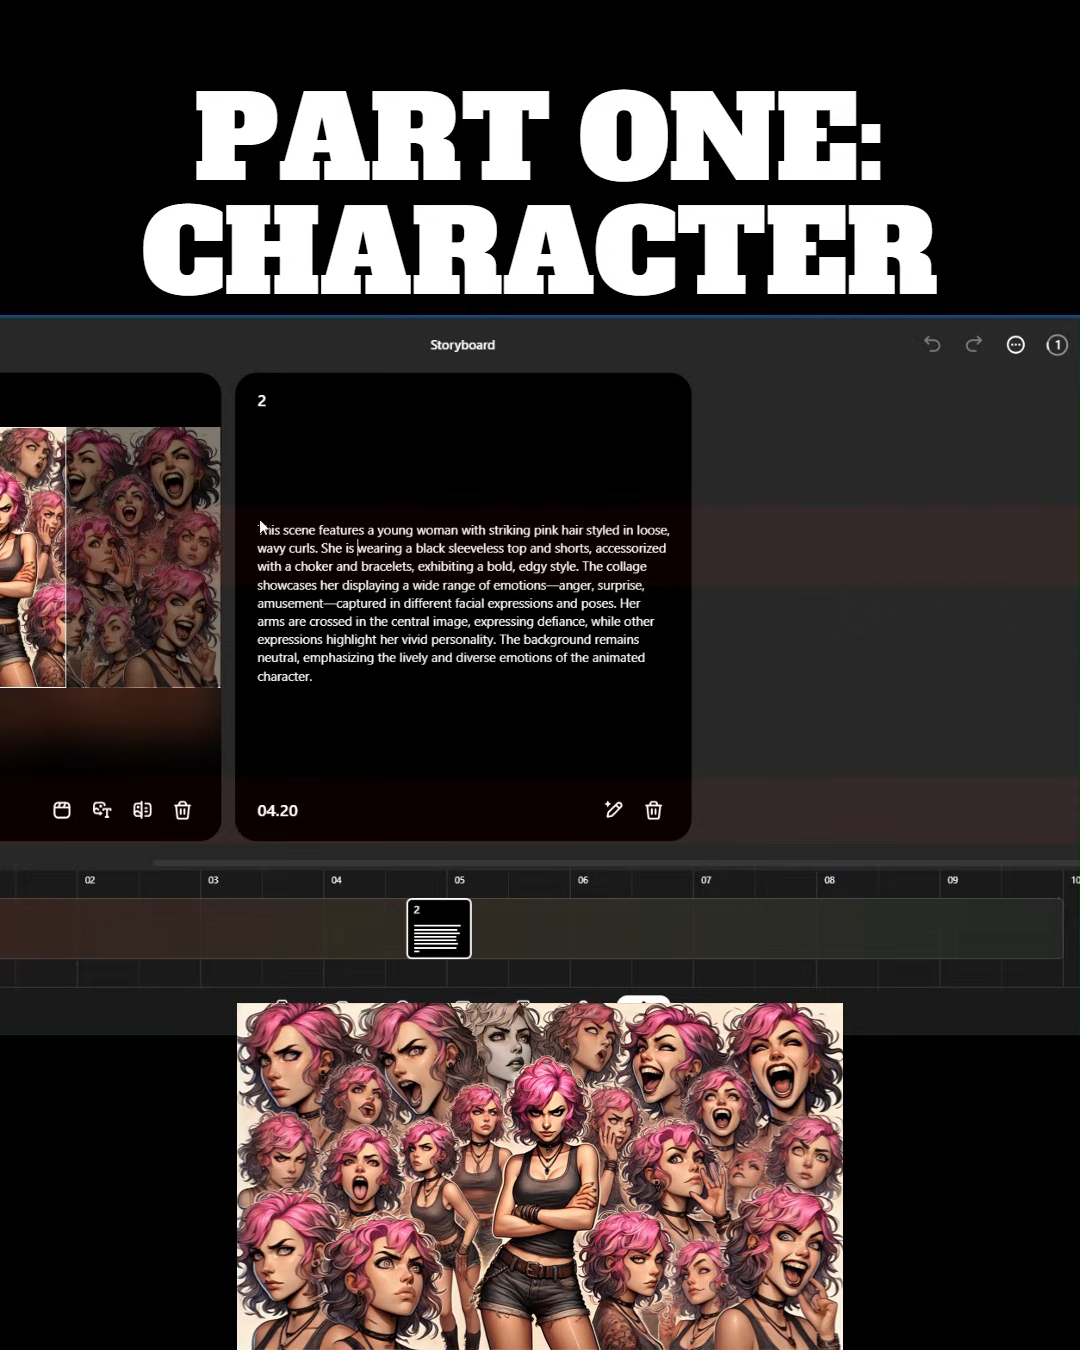 PART ONE:
CHARACTER
Storyboard
1
2
This scene features a young woman with striking pink hair styled in loose,
wavy curls. She is wearing a black sleeveless top and shorts, accessorized
with a choker and bracelets, exhibiting a bold, edgy style. The collage
showcases her displaying a wide range of emotions—anger, surprise,
amusement—captured in different facial expressions and poses. Her
arms are crossed in the central image, expressing defiance, while other
expressions highlight her vivid personality. The background remains
neutral, emphasizing the lively and diverse emotions of the animated
character.
04.20
02 03 04 05 06 07 08 09 10
2